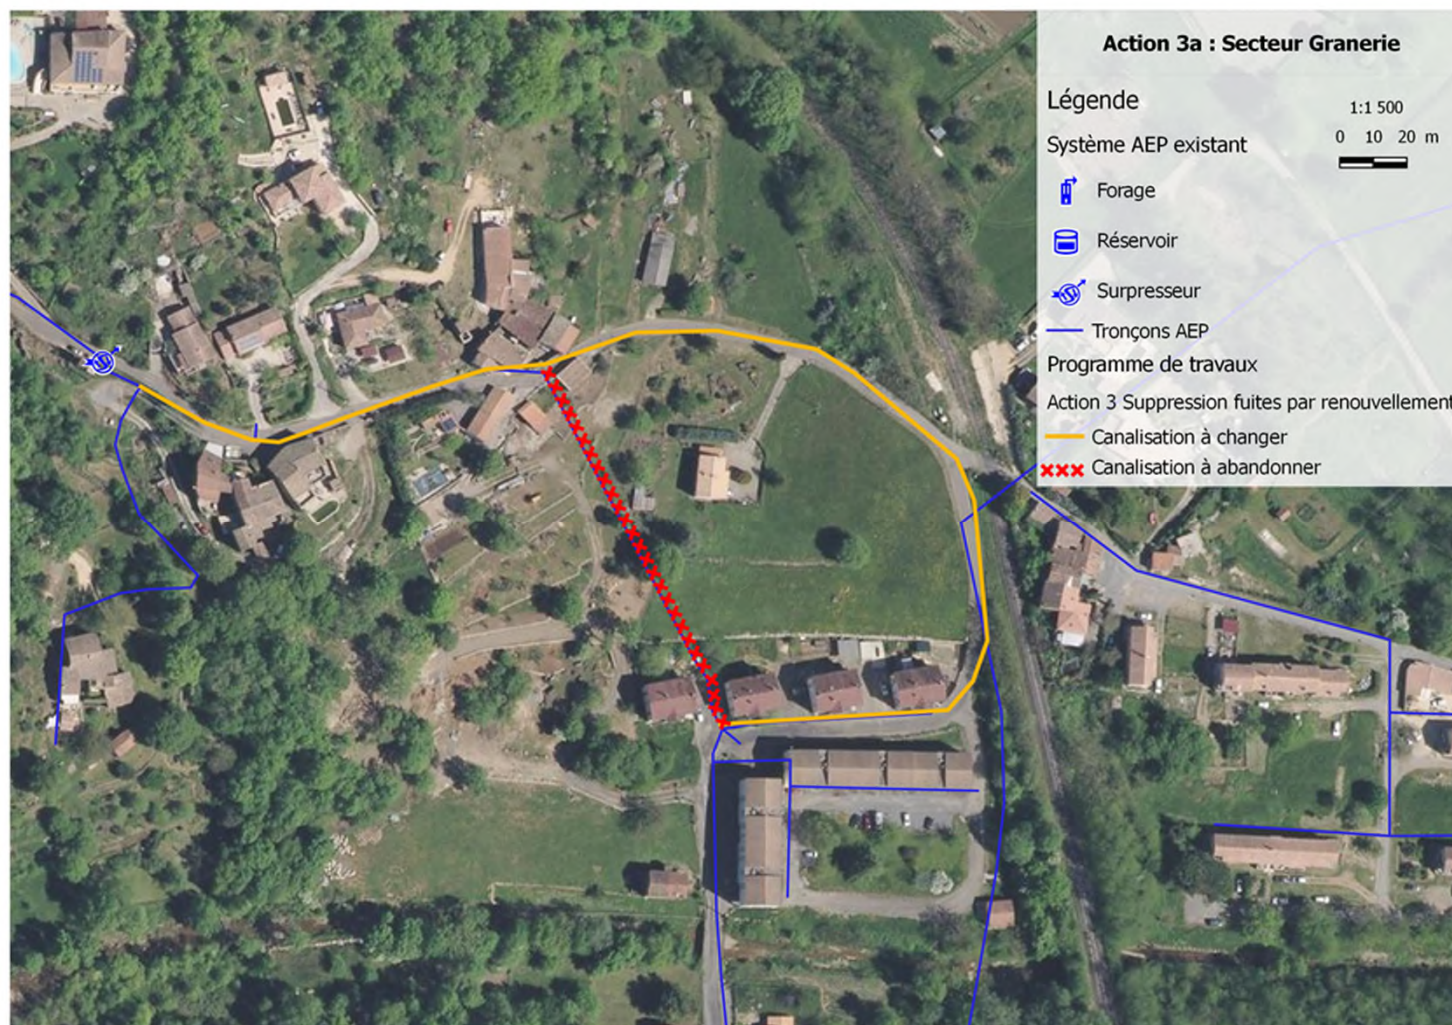 Action 3a : Secteur Granerie
Légende
1:1 500
0 10 20 m
Système AEP existant
Forage
Réservoir
Surpresseur
Tronçons AEP
Programme de travaux
Action 3 Suppression fuites par renouvellement
Canalisation à changer
Canalisation à abandonner